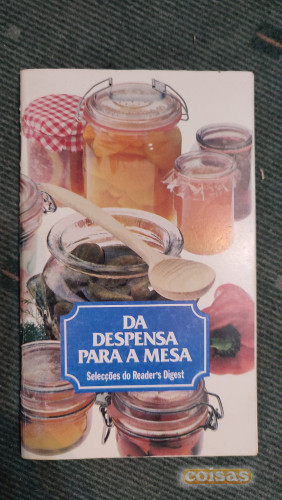 DA
DESPENSA
PARA A MESA
Selecções do Reader's Digest
coisas